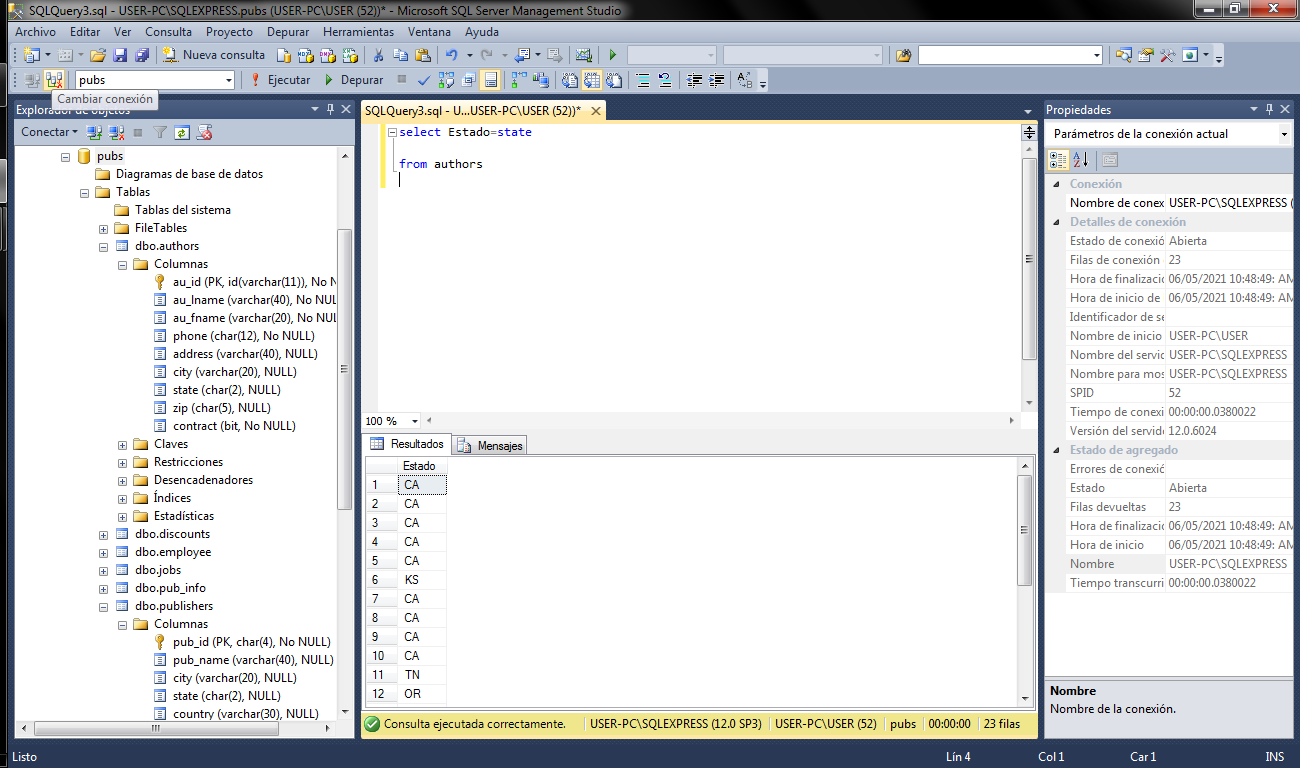 SQLQuery3.sql - USER-PC\SQLEXPRESS.pubs (USER-PC\USER (52))* - Microsoft SQL Server Management Studio
Archivo Editar Ver Consulta Proyecto Depurar Herramientas Ventana Ayuda
Nueva consulta
pubs Ejecutar Depurar
Cambiar conexión
Explorador de objetos
Conectar
pubs
Diagramas de base de datos
Tablas
Tablas del sistema
FileTables
dbo.authors
Columnas
au_id (PK, id(varchar(11)), No N
au_lname (varchar(40), No NUL
au_fname (varchar(20), No NUL
phone (char(12), No NULL)
address (varchar(40), NULL)
city (varchar(20), NULL)
state (char(2), NULL)
zip (char(5), NULL)
contract (bit, No NULL)
Claves
Restricciones
Desencadenadores
Índices
Estadísticas
dbo.discounts
dbo.employee
dbo.jobs
dbo.pub_info
dbo.publishers
Columnas
pub_id (PK, char(4), No NULL)
pub_name (varchar(40), NULL)
city (varchar(20), NULL)
state (char(2), NULL)
country (varchar(30), NULL)
SQLQuery3.sql - U...USER-PC\USER (52))*
select Estado=state
from authors
100 %
Resultados Mensajes
Estado
1 CA
2 CA
3 CA
4 CA
5 CA
6 KS
7 CA
8 CA
9 CA
10 CA
11 TN
12 OR
Consulta ejecutada correctamente. USER-PC\SQLEXPRESS (12.0 SP3) USER-PC\USER (52) pubs 00:00:00 23 filas
Propiedades
Parámetros de la conexión actual
Conexión
Nombre de conex USER-PC\SQLEXPRESS (
Detalles de conexión
Estado de conexió Abierta
Filas de conexión 23
Hora de finalizació 06/05/2021 10:48:49: AM
Hora de inicio de 06/05/2021 10:48:49: AM
Identificador de se
Nombre de inicio USER-PC\USER
Nombre del servic USER-PC\SQLEXPRESS
Nombre para mos USER-PC\SQLEXPRESS
SPID 52
Tiempo de conexi 00:00:00.0380022
Versión del servid 12.0.6024
Estado de agregado
Errores de conexió
Estado Abierta
Filas devueltas 23
Hora de finalizació 06/05/2021 10:48:49: AM
Hora de inicio 06/05/2021 10:48:49: AM
Nombre USER-PC\SQLEXPRESS
Tiempo transcurri 00:00:00.0380022
Nombre
Nombre de la conexión.
Listo Lín 4 Col 1 Car 1 INS